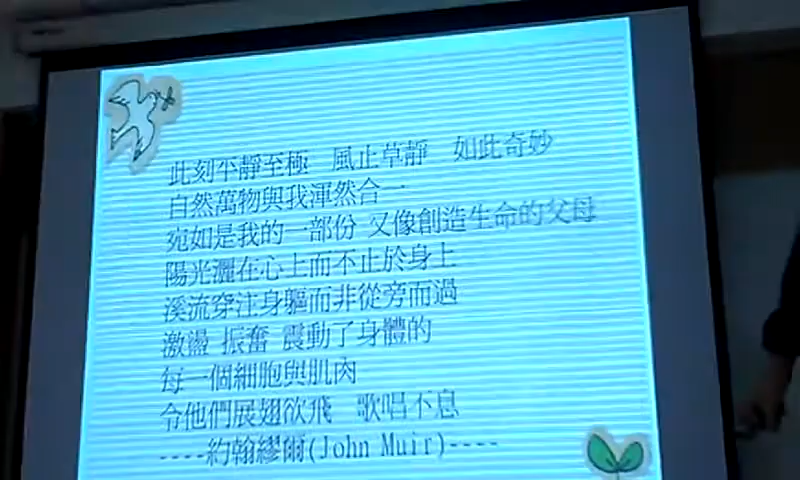 此刻平靜至極 風止草靜 如此奇妙
自然萬物與我渾然合一
宛如是我的一部份 又像創造生命的父母
陽光灑在心上而不止於身上
溪流穿注身軀而非從旁而過
激盪 振奮 震動了身體的
每一個細胞與肌肉
令他們展翅欲飛 歌唱不息
----約翰繆爾(John Muir)----